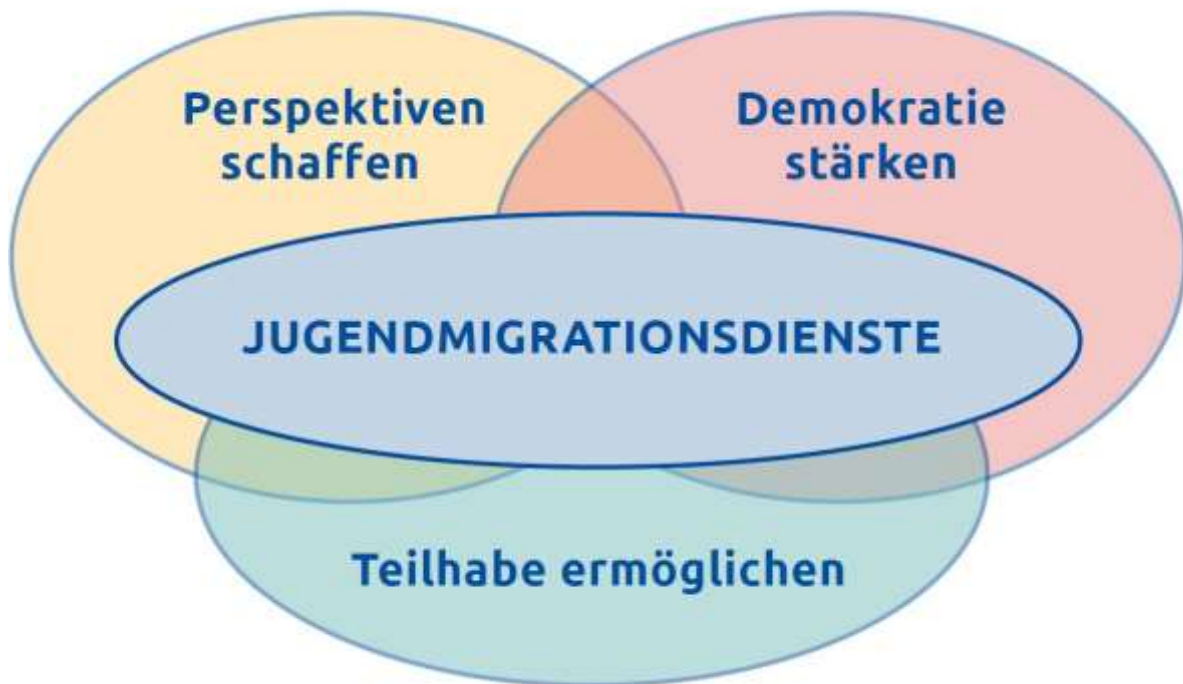 Perspektiven
schaffen
Demokratie
stärken
JUGENDMIGRATIONSDIENSTE
Teilhabe ermöglichen